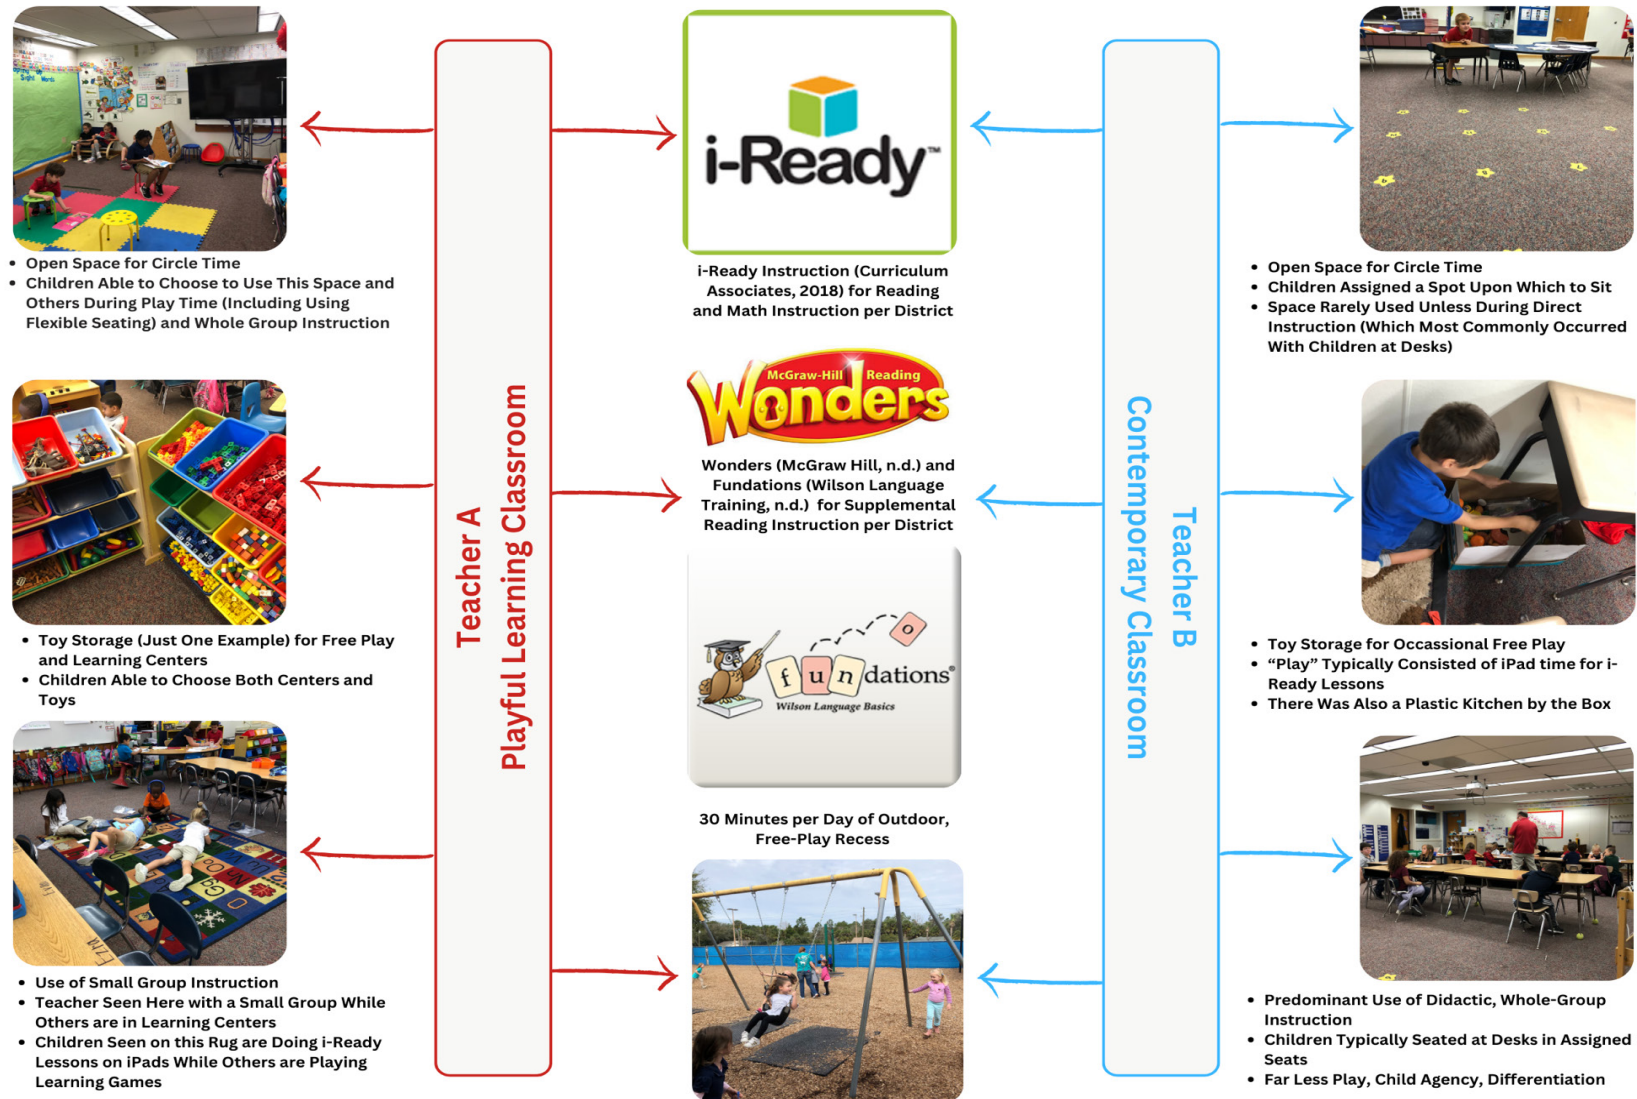 Opening Up
Sight Words
• Open Space for Circle Time
• Children Able to Choose to Use This Space and
Others During Play Time (Including Using
Flexible Seating) and Whole Group Instruction
• Toy Storage (Just One Example) for Free Play
and Learning Centers
• Children Able to Choose Both Centers and
Toys
Ezra
• Use of Small Group Instruction
• Teacher Seen Here with a Small Group While
Others are in Learning Centers
• Children Seen on this Rug are Doing i-Ready
Lessons on iPads While Others are Playing
Learning Games
Teacher A
Playful Learning Classroom
i-Ready™
i-Ready Instruction (Curriculum
Associates, 2018) for Reading
and Math Instruction per District
McGraw-Hill Reading
Wonders
Wonders (McGraw Hill, n.d.) and
Fundations (Wilson Language
Training, n.d.) for Supplemental
Reading Instruction per District
o
fundations®
Wilson Language Basics
30 Minutes per Day of Outdoor,
Free-Play Recess
Teacher B
Contemporary Classroom
• Open Space for Circle Time
• Children Assigned a Spot Upon Which to Sit
• Space Rarely Used Unless During Direct
Instruction (Which Most Commonly Occurred
With Children at Desks)
• Toy Storage for Occassional Free Play
• “Play” Typically Consisted of iPad time for i-
Ready Lessons
• There Was Also a Plastic Kitchen by the Box
• Predominant Use of Didactic, Whole-Group
Instruction
• Children Typically Seated at Desks in Assigned
Seats
• Far Less Play, Child Agency, Differentiation